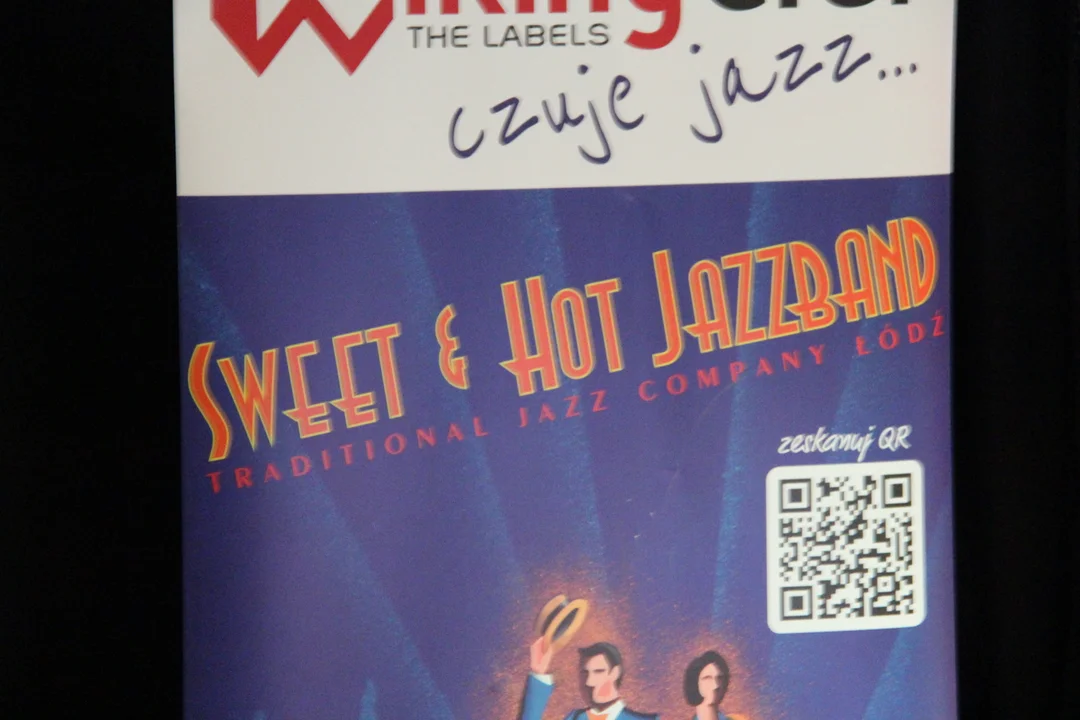 THE LABELS
czuje jazz...
SWEET & HOT JAZZBAND
TRADITIONAL JAZZ COMPANY ŁÓDŹ
zeskanuj QR